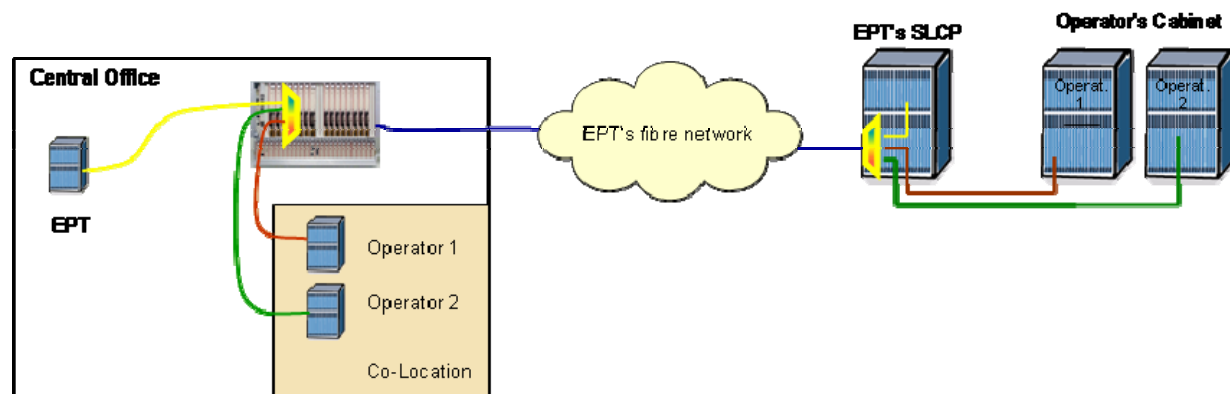 Central Office
EPT
Operator 1
Operator 2
Co-Location
EPT's fibre network
EPT's SLCP
Operator's Cabinet
Operat.
1
Operat.
2